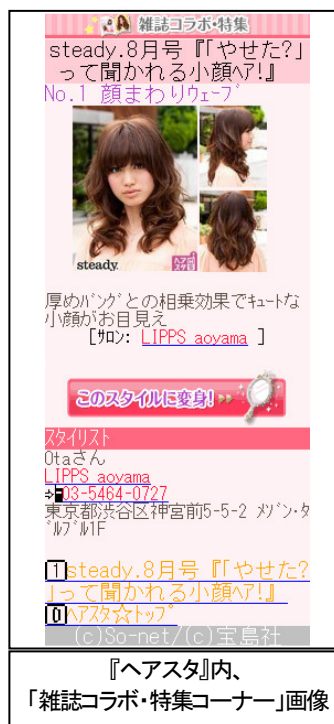 雑誌コラボ・特集
steady.8月号『「やせた?」
って聞かれる小顔ヘア!』
No.1 顔まわりウェーブ
steady.
ヘア
スタ
厚めバングとの相乗効果でキュートな
小顔がお目見え
[サロン: LIPPS aoyama ]
このスタイルに変身!
スタイリスト
Otaさん
LIPPS aoyama
03-5464-0727
東京都渋谷区神宮前5-5-2 メゾン・ダ
ルブル1F
1 steady.8月号『「やせた?
」って聞かれる小顔ヘア!』
0 ヘアスタ☆トップ
(c)So-net/(c)宝島社
『ヘアスタ』内、
「雑誌コラボ・特集コーナー」画像